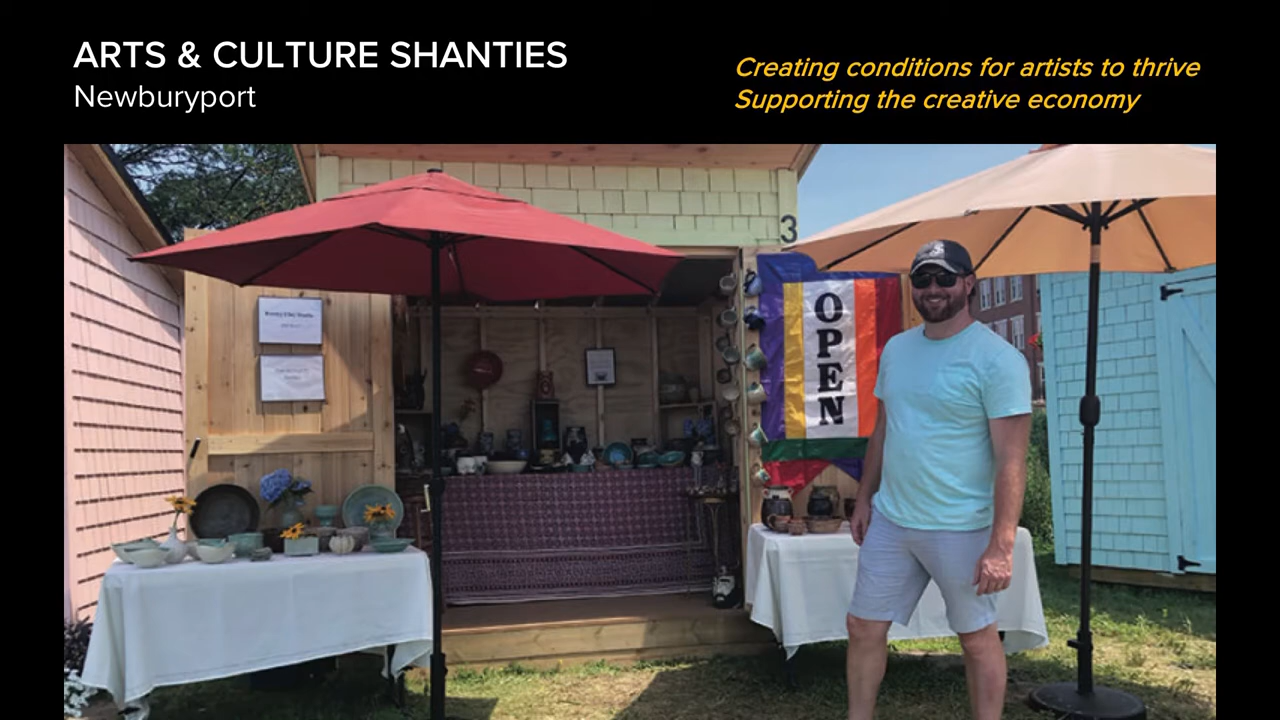 ARTS & CULTURE SHANTIES
Newburyport
Creating conditions for artists to thrive
Supporting the creative economy
3
OPEN